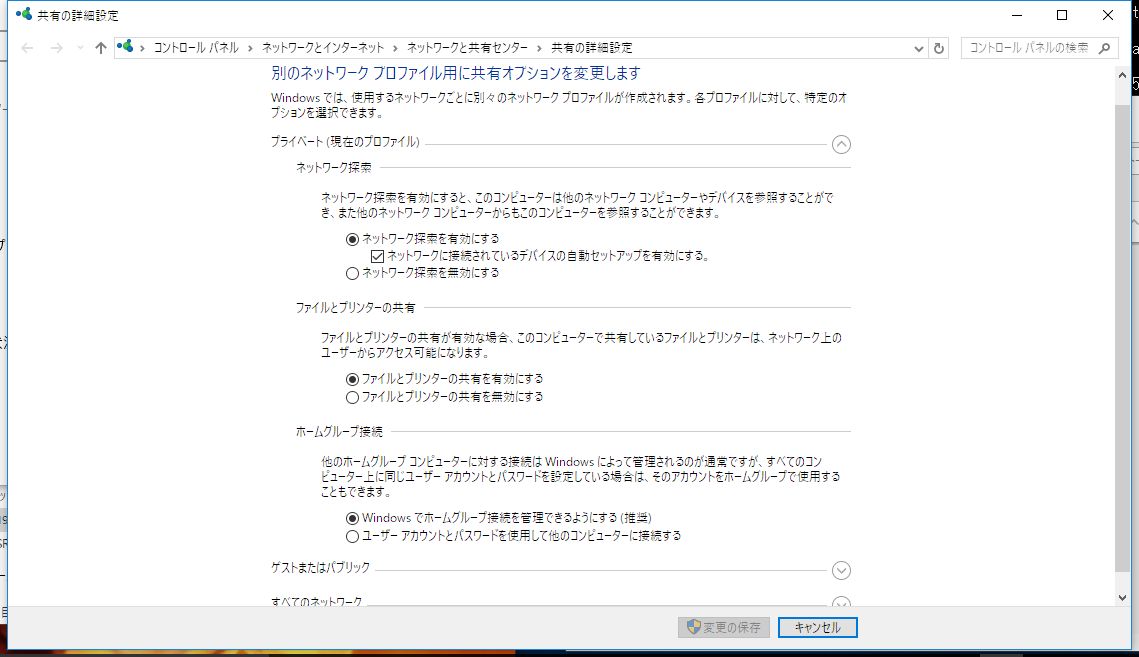 共有の詳細設定
コントロール パネル > ネットワークとインターネット > ネットワークと共有センター > 共有の詳細設定
コントロール パネルの検索
別のネットワーク プロファイル用に共有オプションを変更します
Windows では、使用するネットワークごとに別々のネットワーク プロファイルが作成されます。各プロファイルに対して、特定のオ
プションを選択できます。
プライベート (現在のプロファイル)
ネットワーク探索
ネットワーク探索を有効にすると、このコンピューターは他のネットワーク コンピューターやデバイスを参照することがで
き、また他のネットワーク コンピューターからもこのコンピューターを参照することができます。
ネットワーク探索を有効にする
ネットワークに接続されているデバイスの自動セットアップを有効にする。
ネットワーク探索を無効にする
ファイルとプリンターの共有
ファイルとプリンターの共有が有効な場合、このコンピューターで共有しているファイルとプリンターは、ネットワーク上の
ユーザーからアクセス可能になります。
ファイルとプリンターの共有を有効にする
ファイルとプリンターの共有を無効にする
ホームグループ接続
他のホームグループ コンピューターに対する接続は Windows によって管理されるのが通常ですが、すべてのコン
ピューター上に同じユーザー アカウントとパスワードを設定している場合は、そのアカウントをホームグループで使用する
こともできます。
Windows でホームグループ接続を管理できるようにする (推奨)
ユーザー アカウントとパスワードを使用して他のコンピューターに接続する
ゲストまたはパブリック
すべてのネットワーク
変更の保存
キャンセル